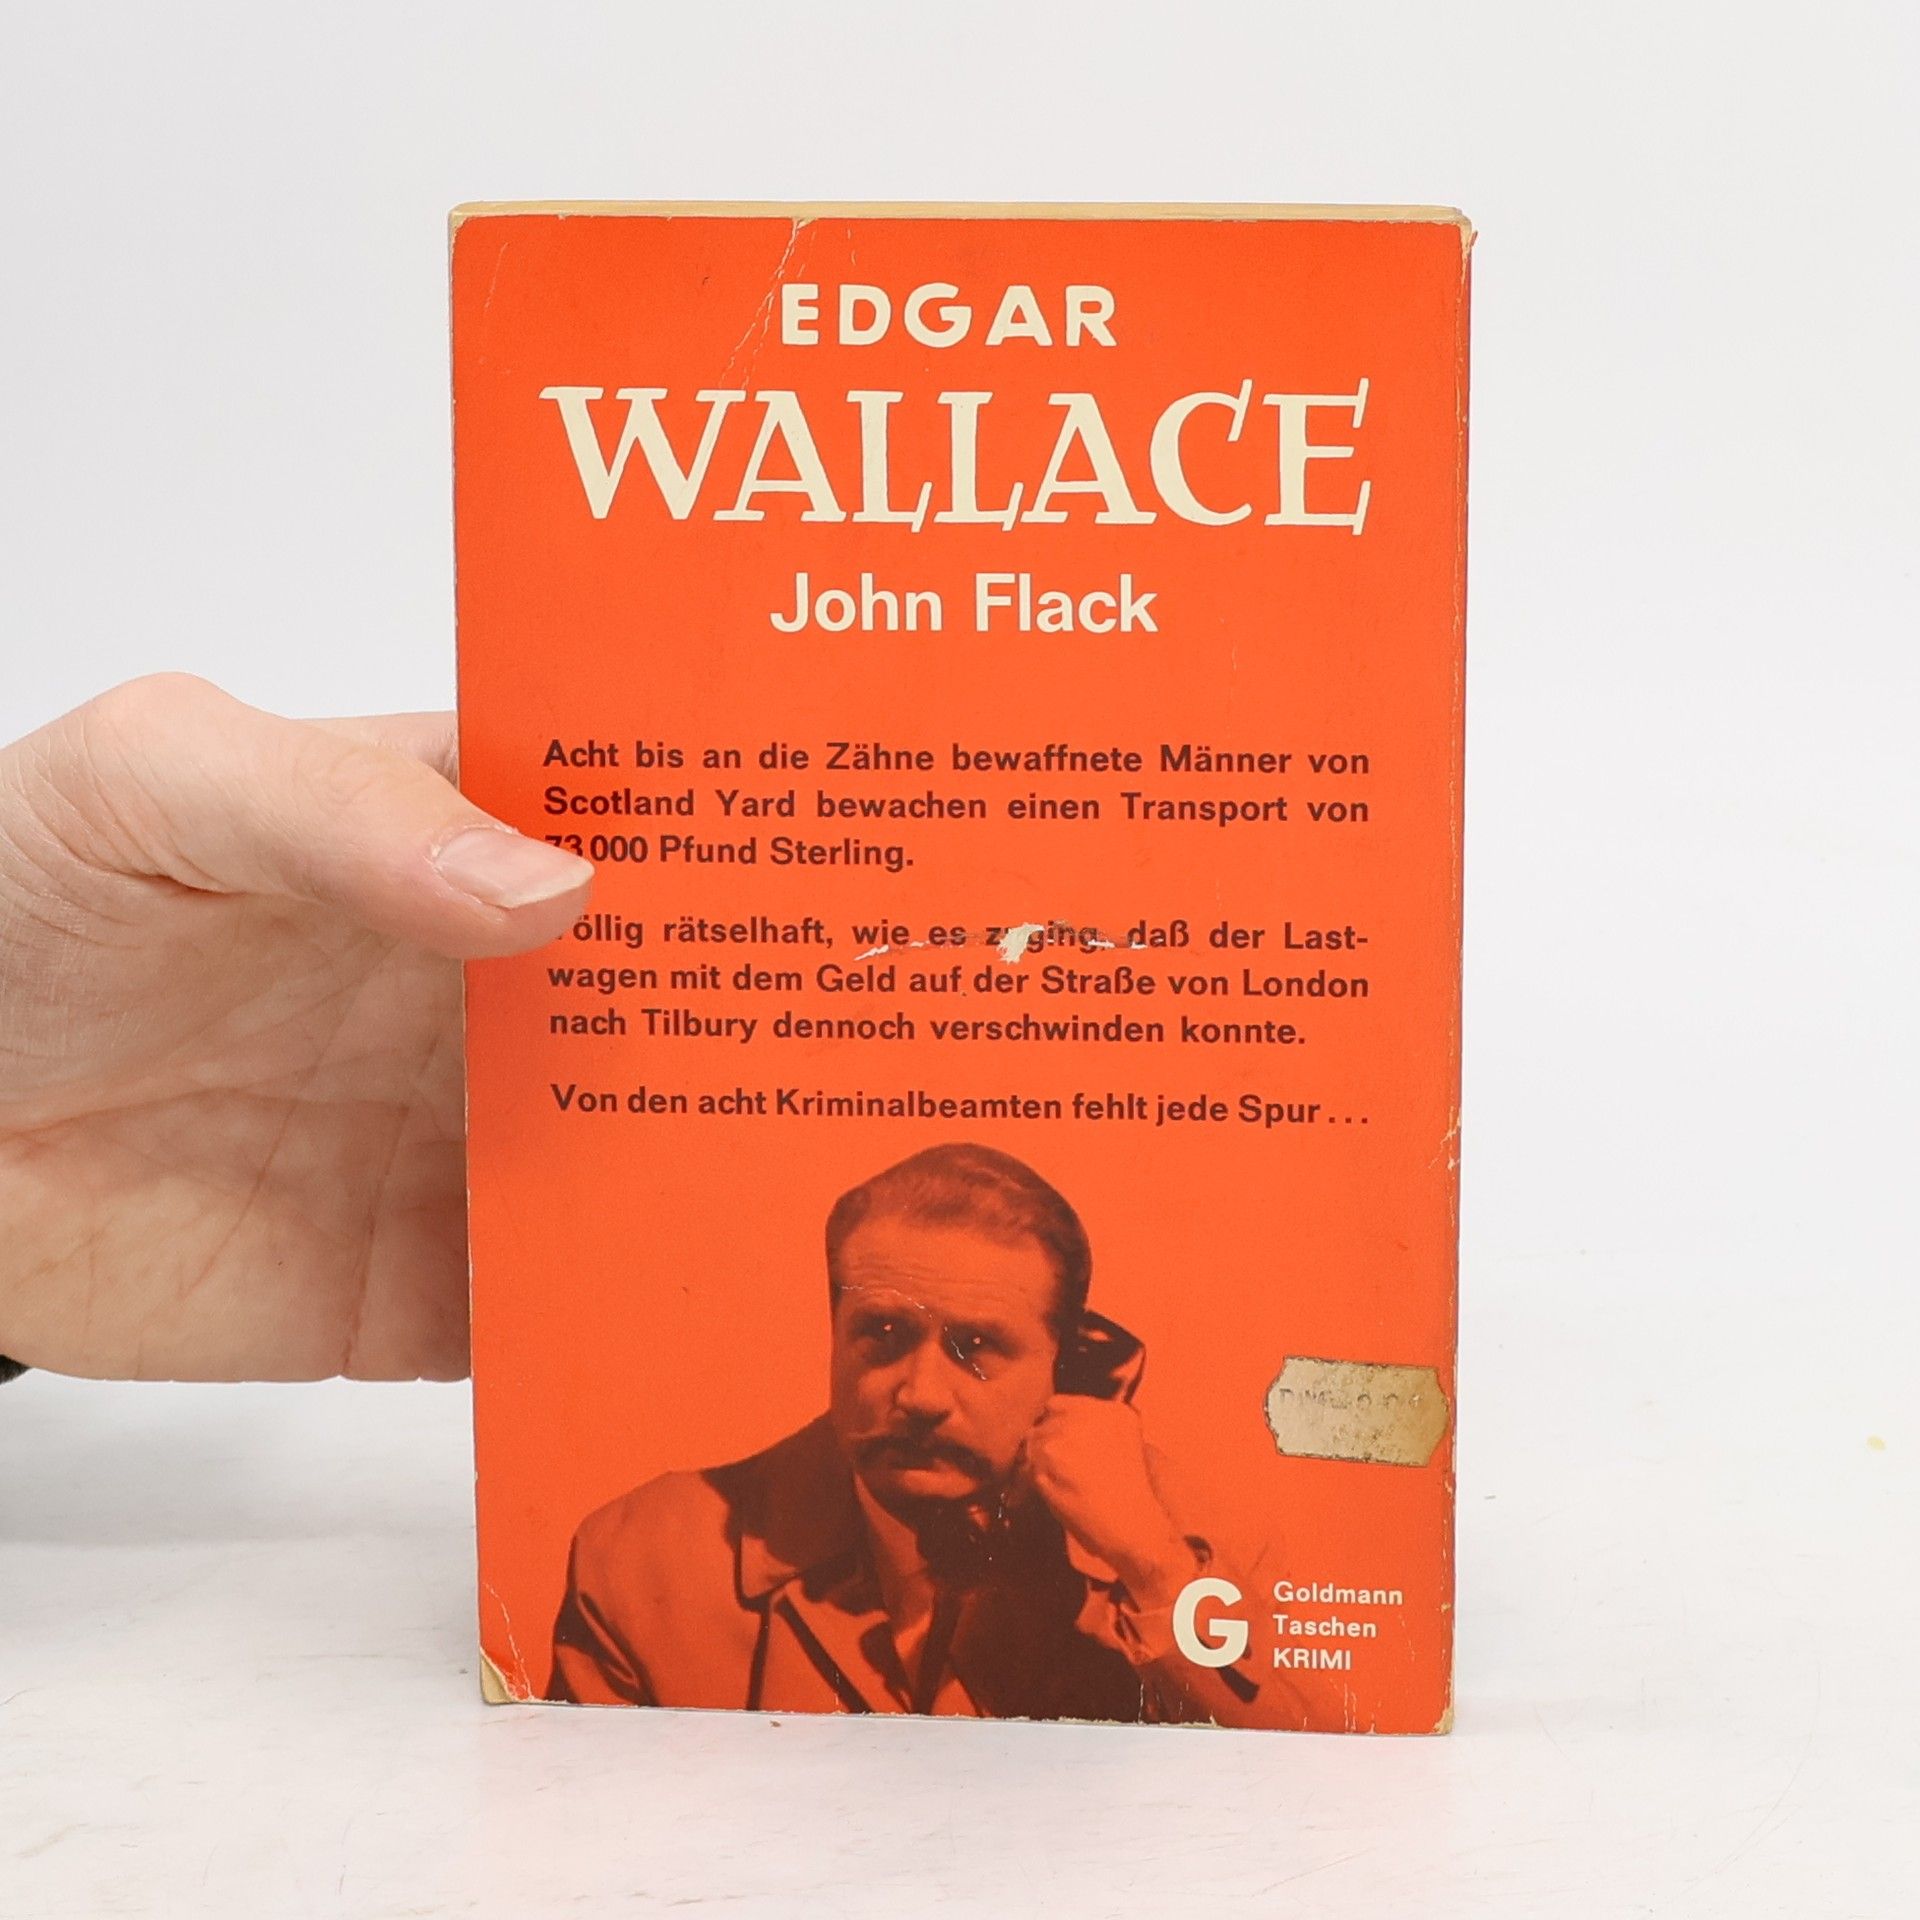 EDGAR
WALLACE
John Flack
Acht bis an die Zähne bewaffnete Männer von
Scotland Yard bewachen einen Transport von
73 000 Pfund Sterling.
öllig rätselhaft, wie es zuging, daß der Last-
wagen mit dem Geld auf der Straße von London
nach Tilbury dennoch verschwinden konnte.
Von den acht Kriminalbeamten fehlt jede Spur...
G
Goldmann
Taschen
KRIMI